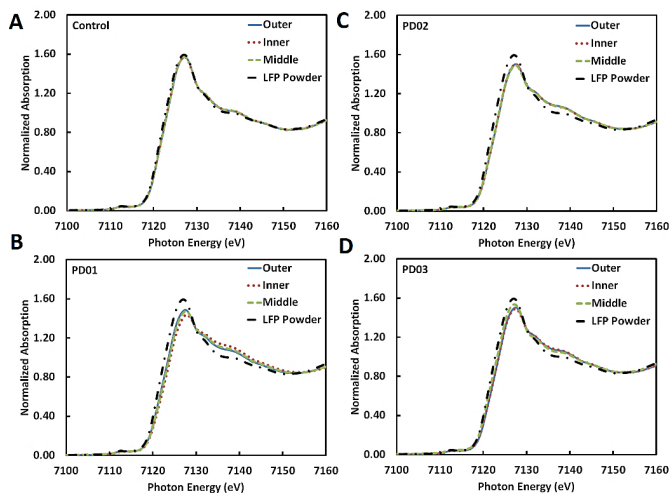 A
Control
Outer
Inner
Middle
LFP Powder
Normalized Absorption
2.00
1.60
1.20
0.80
0.40
0.00
7100 7110 7120 7130 7140 7150 7160
Photon Energy (eV)
C
PD02
Outer
Inner
Middle
LFP Powder
Normalized Absorption
2.00
1.60
1.20
0.80
0.40
0.00
7100 7110 7120 7130 7140 7150 7160
Photon Energy (eV)
B
PD01
Outer
Inner
Middle
LFP Powder
Normalized Absorption
2.00
1.60
1.20
0.80
0.40
0.00
7100 7110 7120 7130 7140 7150 7160
Photon Energy (eV)
D
PD03
Outer
Inner
Middle
LFP Powder
Normalized Absorption
2.00
1.60
1.20
0.80
0.40
0.00
7100 7110 7120 7130 7140 7150 7160
Photon Energy (eV)